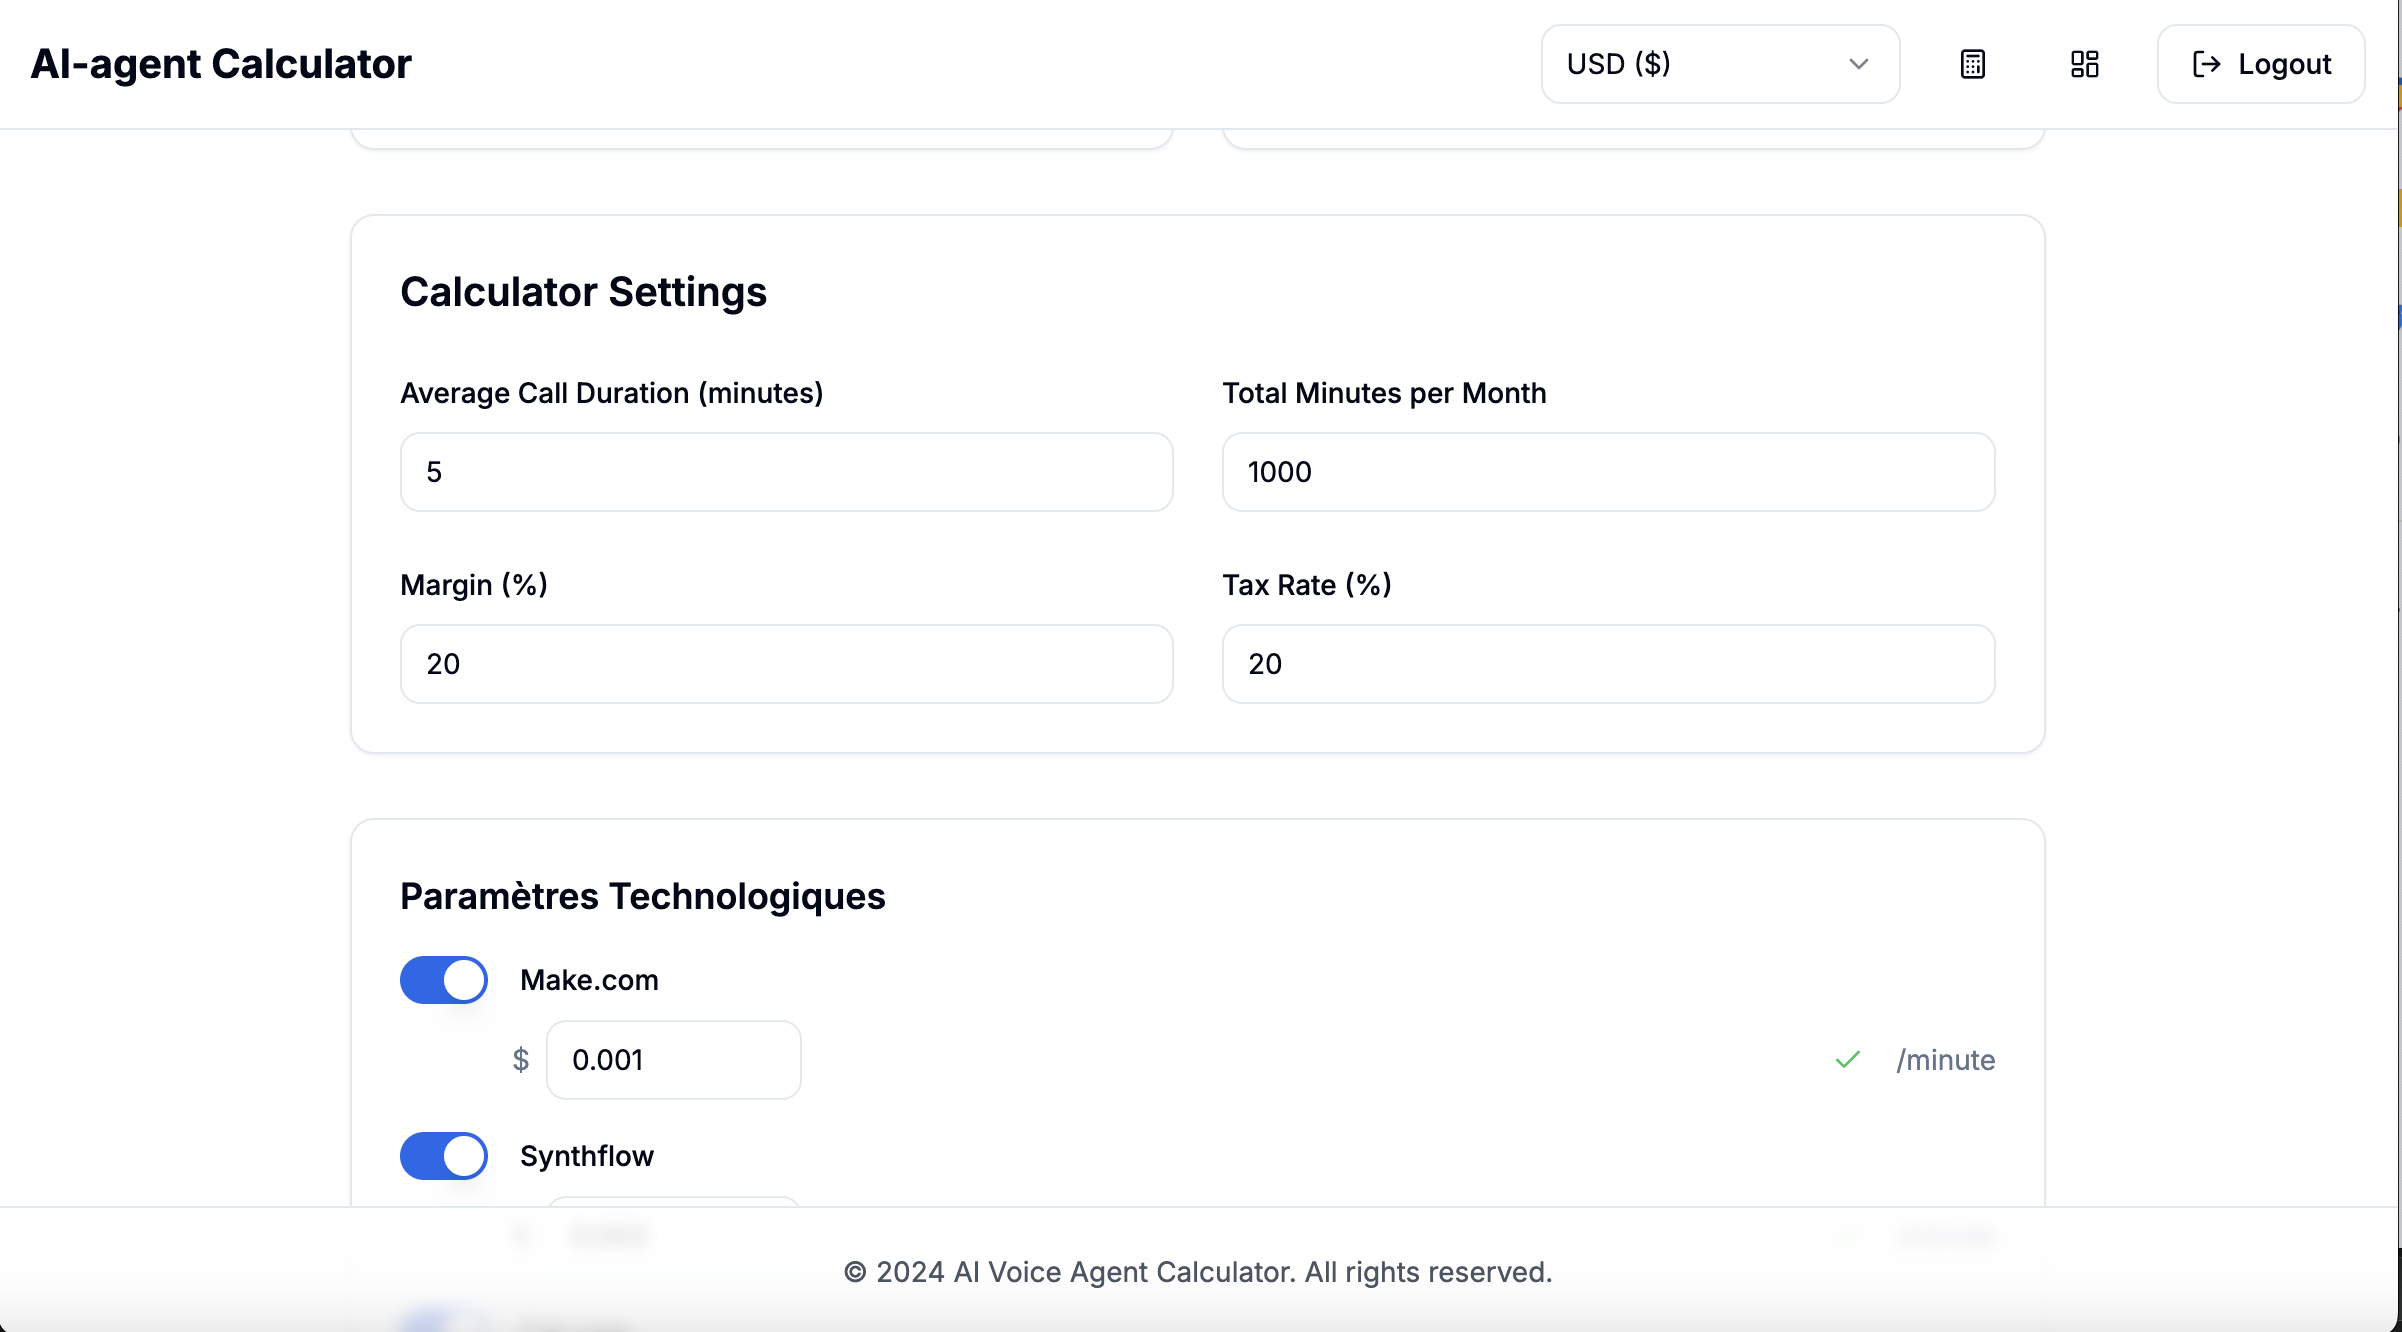 AI-agent Calculator
USD ($)
Logout
Calculator Settings
Average Call Duration (minutes)
Total Minutes per Month
5
1000
Margin (%)
Tax Rate (%)
20
20
Paramètres Technologiques
Make.com
$ 0.001 /minute
Synthflow
© 2024 AI Voice Agent Calculator. All rights reserved.